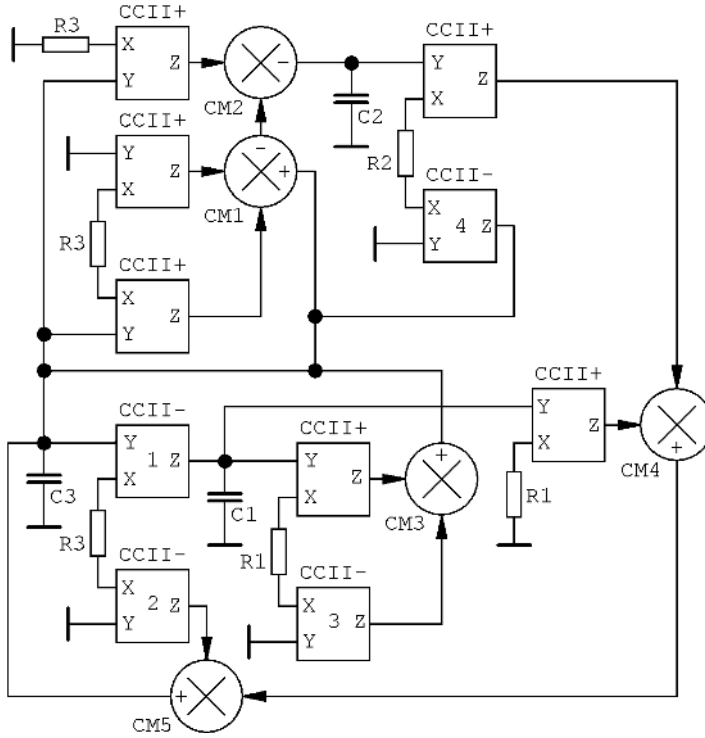 CCII+
R3
X
Y
Z
-
CM2
CCII+
Y
X
Z
C2
R2
CCII+
Y
X
Z
-
+
CM1
R3
CCII-
X
Y
4
Z
CCII+
X
Y
Z
CCII+
Y
X
Z
+
CM4
R1
CCII-
Y
X
1
Z
C3
C1
CCII+
Y
X
Z
+
CM3
R3
R1
CCII-
X
Y
2
Z
CCII-
X
Y
3
Z
+
CM5